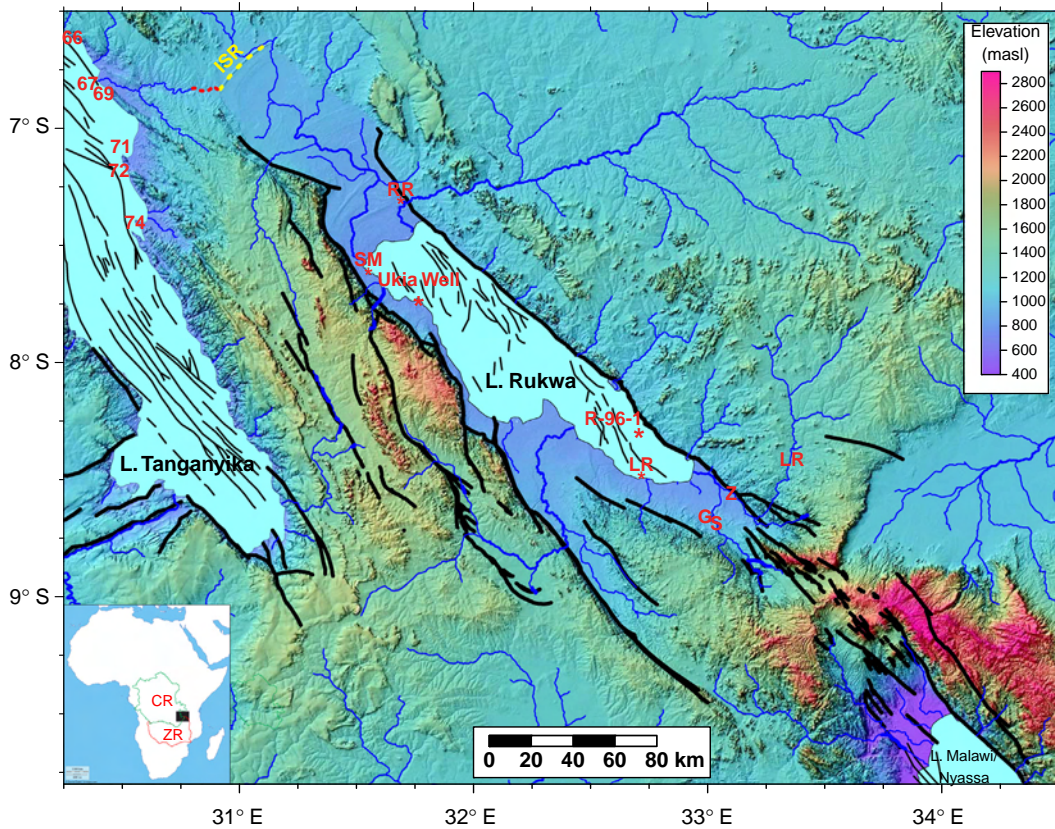 Elevation
(masl)
2800
2600
2400
2200
2000
1800
1600
1400
1200
1000
800
600
400
66
ISR
67
69
7° S
71
72
RR
74
SM
Ukia Well
8° S
L. Rukwa
R-96-1
L. Tanganyika
LR
LR
Z
G
S
9° S
CR
ZR
0 20 40 60 80 km
L. Malawi/
Nyassa
31° E
32° E
33° E
34° E